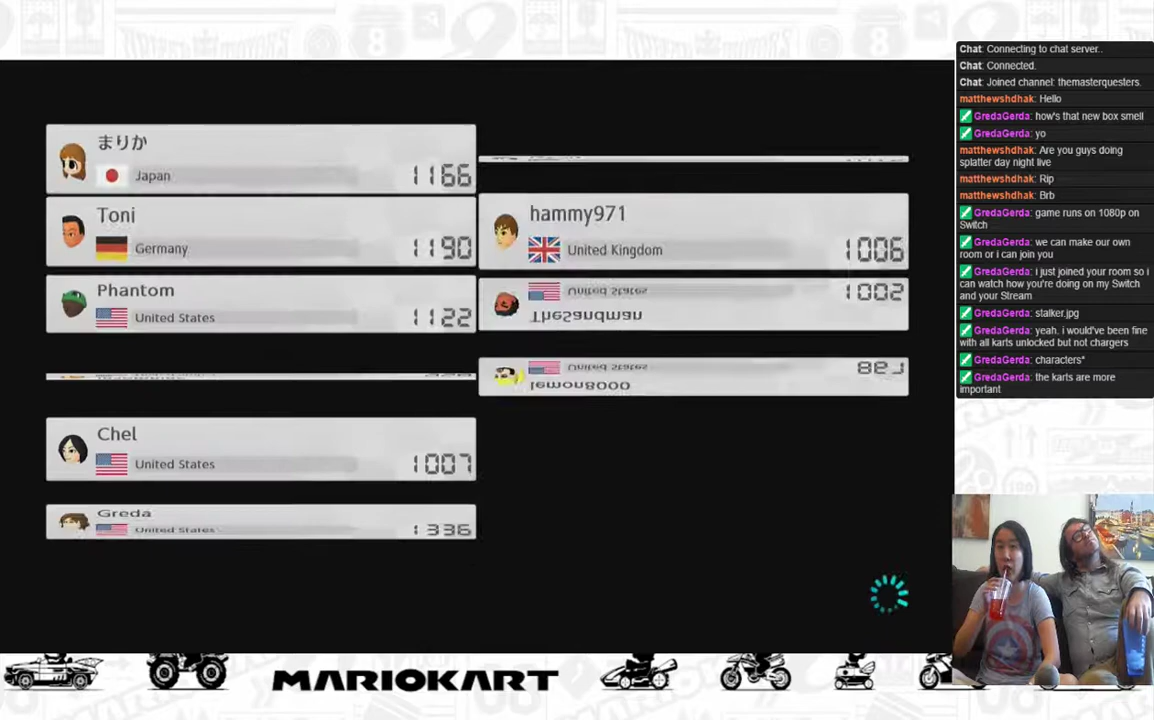 まりか
Japan
1166
Toni
Germany
1190
Phantom
United States
1122
Chel
United States
1007
Greda
United States
1336
hammy971
United Kingdom
1006
United States
1002
TheSandman
United States
867
lemon8000
MARIOKART
Chat: Connecting to chat server..
Chat: Connected.
Chat: Joined channel: themasterquesters.
matthewshdhak: Hello
GredaGerda: how's that new box smell
GredaGerda: yo
matthewshdhak: Are you guys doing
splatter day night live
matthewshdhak: Rip
matthewshdhak: Brb
GredaGerda: game runs on 1080p on
Switch
GredaGerda: we can make our own
room or i can join you
GredaGerda: i just joined your room so i
can watch how you're doing on my Switch
and your Stream
GredaGerda: stalker.jpg
GredaGerda: yeah. i would've been fine
with all karts unlocked but not chargers
GredaGerda: characters*
GredaGerda: the karts are more
important